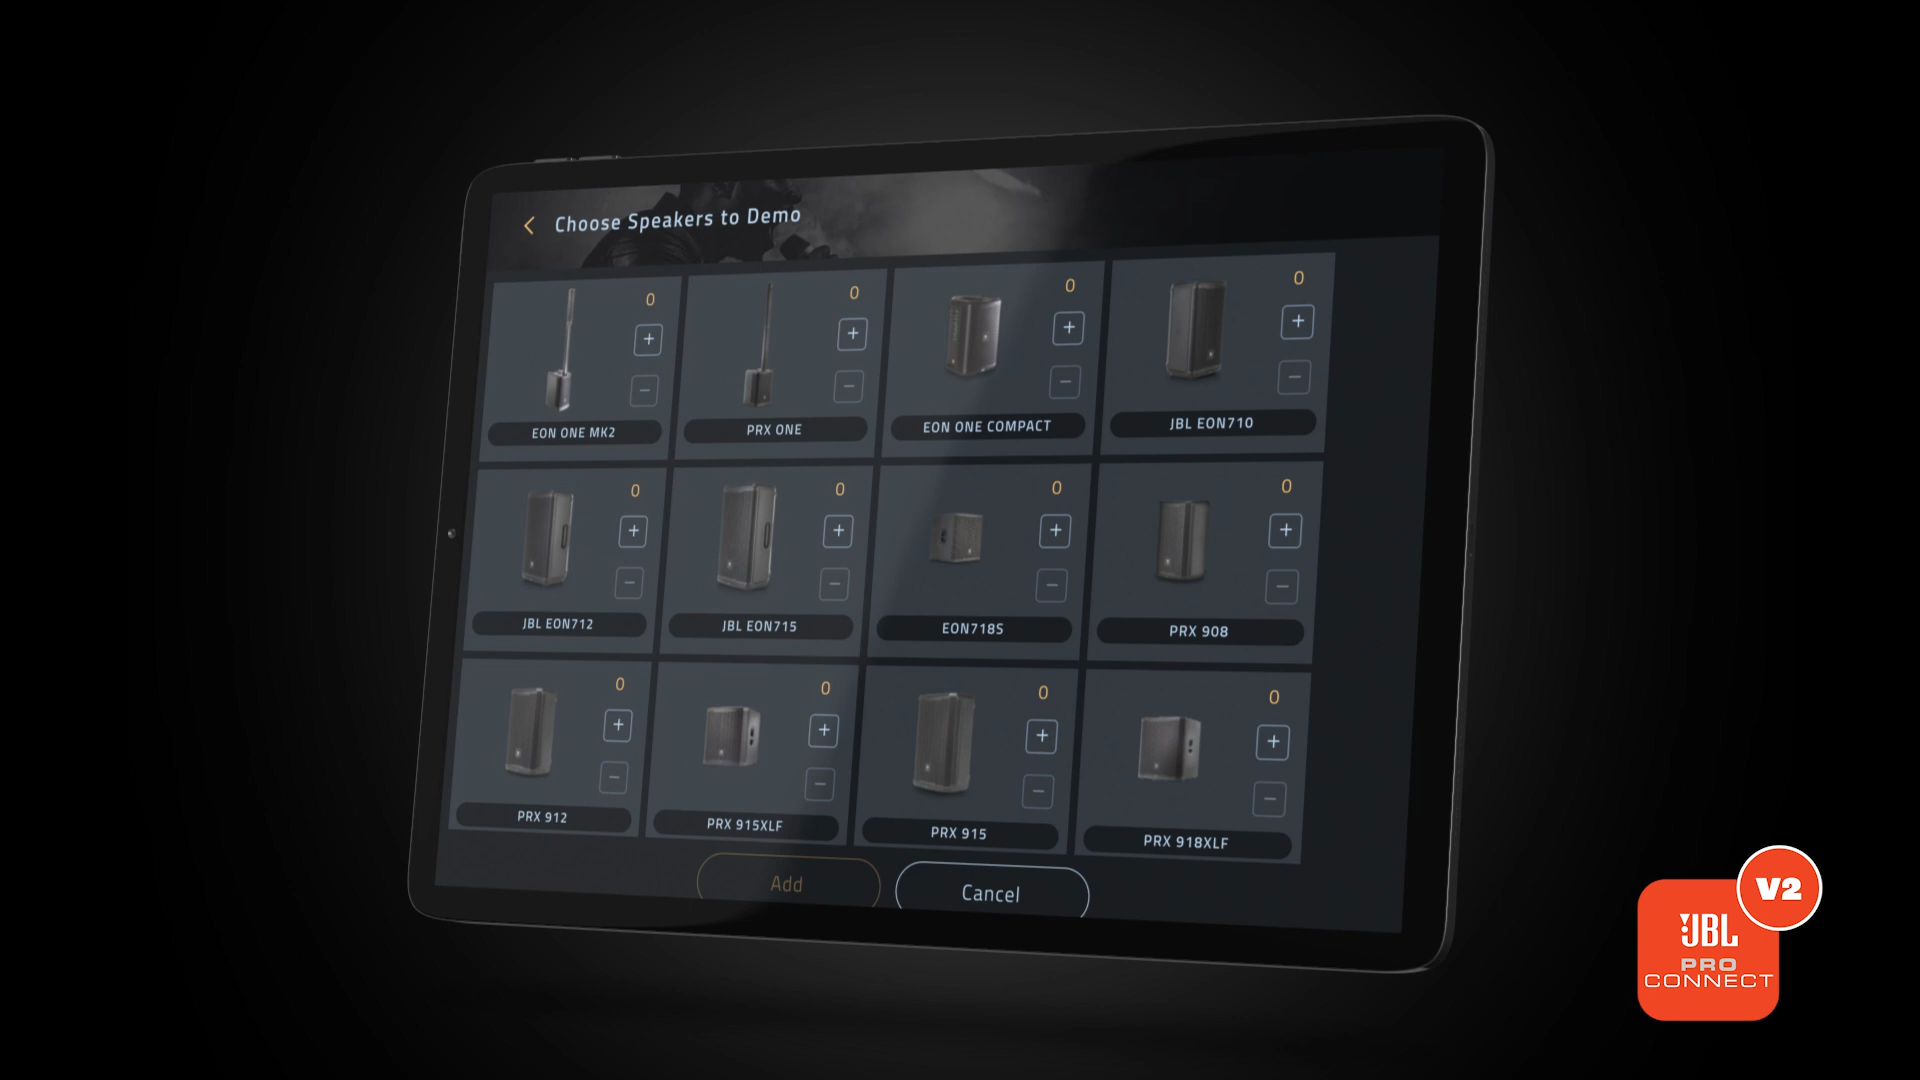 Choose Speakers to Demo
0
0
0
0
EON ONE MK2
PRX ONE
EON ONE COMPACT
JBL EON710
0
0
0
0
JBL EON712
JBL EON715
EON718S
PRX 908
0
0
0
0
PRX 912
PRX 915XLF
PRX 915
PRX 918XLF
Add
Cancel
V2
JBL
PRO
CONNECT